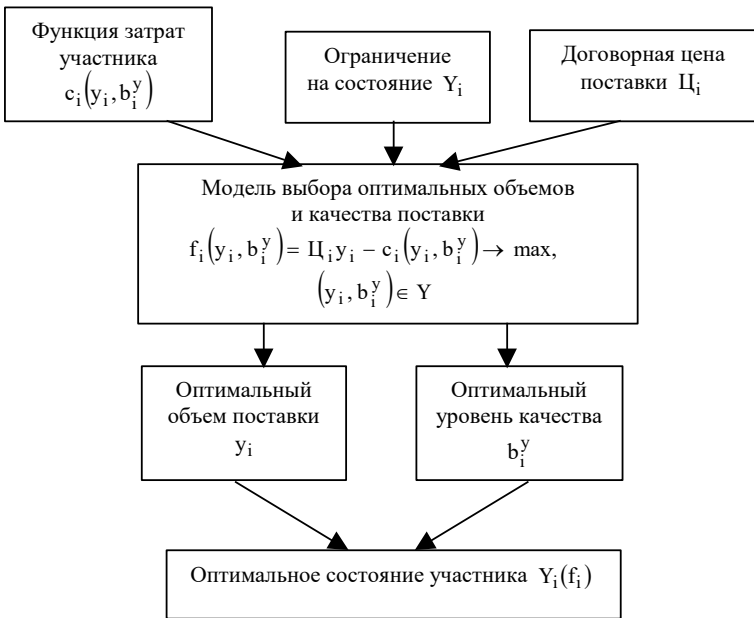 Функция затрат
участника
c_i(y_i, b_i^y)
Ограничение
на состояние Y_i
Договорная цена
поставки Ц_i
Модель выбора оптимальных объемов
и качества поставки
f_i(y_i, b_i^y) = Ц_i y_i − c_i(y_i, b_i^y) → max,
(y_i, b_i^y) ∈ Y
Оптимальный
объем поставки
y_i
Оптимальный
уровень качества
b_i^y
Оптимальное состояние участника Y_i(f_i)